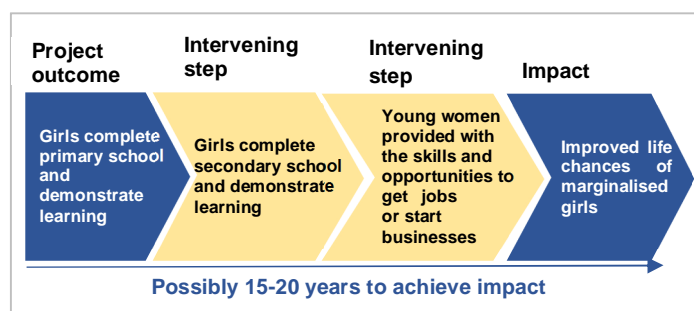 Project
outcome
Intervening
step
Intervening
step
Impact
Girls complete
primary school
and
demonstrate
learning
Girls complete
secondary school
and demonstrate
learning
Young women
provided with
the skills and
opportunities to
get jobs
or start
businesses
Improved life
chances of
marginalised
girls
Possibly 15-20 years to achieve impact